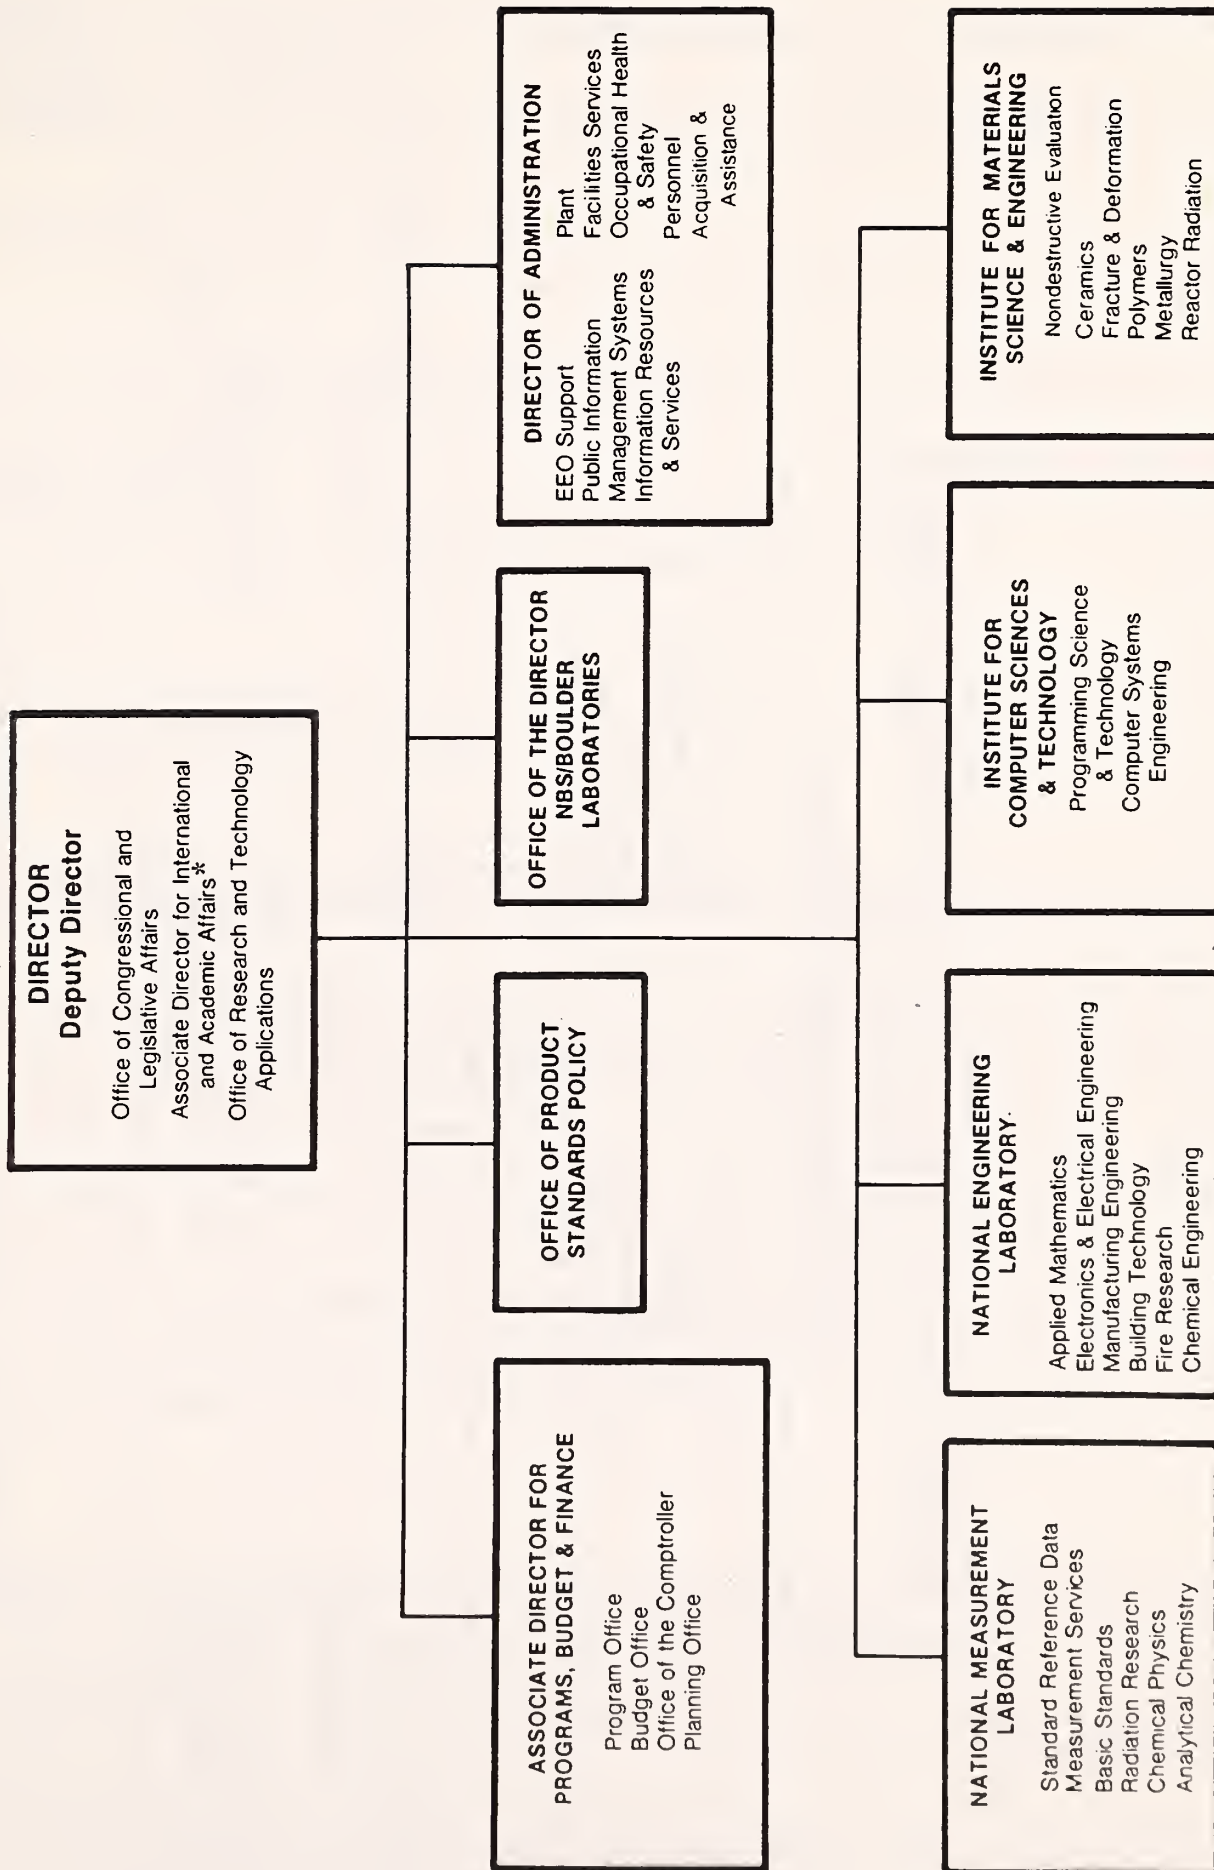 DIRECTOR
Deputy Director
Office of Congressional and
Legislative Affairs
Associate Director for International
and Academic Affairs*
Office of Research and Technology
Applications
ASSOCIATE DIRECTOR FOR
PROGRAMS, BUDGET & FINANCE
Program Office
Budget Office
Office of the Comptroller
Planning Office
OFFICE OF PRODUCT
STANDARDS POLICY
OFFICE OF THE DIRECTOR
NBS/BOULDER
LABORATORIES
DIRECTOR OF ADMINISTRATION
EEO Support
Public Information
Management Systems
Information Resources
& Services
Plant
Facilities Services
Occupational Health
& Safety
Personnel
Acquisition &
Assistance
NATIONAL MEASUREMENT
LABORATORY
Standard Reference Data
Measurement Services
Basic Standards
Radiation Research
Chemical Physics
Analytical Chemistry
NATIONAL ENGINEERING
LABORATORY
Applied Mathematics
Electronics & Electrical Engineering
Manufacturing Engineering
Building Technology
Fire Research
Chemical Engineering
INSTITUTE FOR
COMPUTER SCIENCES
& TECHNOLOGY
Programming Science
& Technology
Computer Systems
Engineering
INSTITUTE FOR MATERIALS
SCIENCE & ENGINEERING
Nondestructive Evaluation
Ceramics
Fracture & Deformation
Polymers
Metallurgy
Reactor Radiation